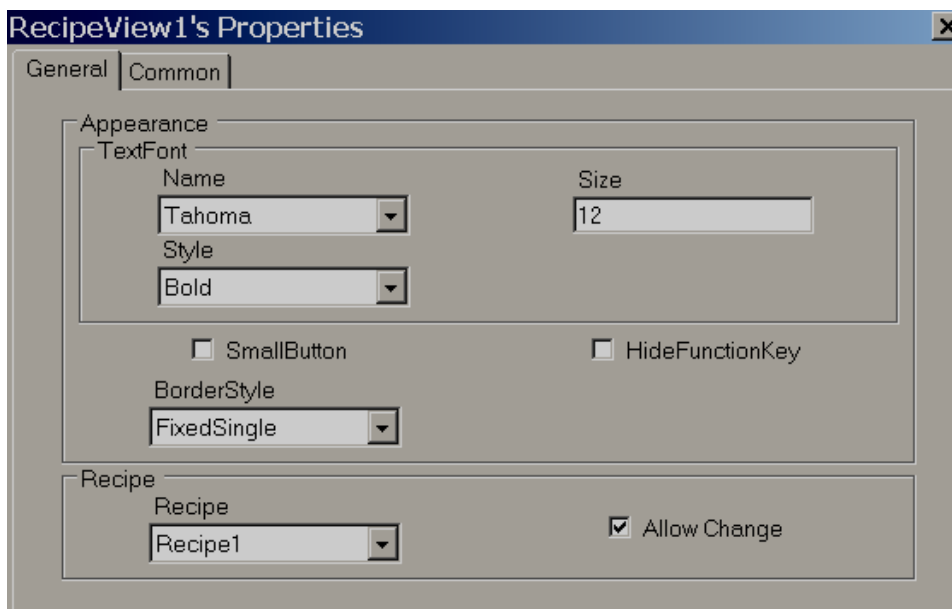 RecipeView1's Properties
General Common
Appearance
TextFont
Name Size
Tahoma 12
Style
Bold
SmallButton HideFunctionKey
BorderStyle
FixedSingle
Recipe
Recipe
Recipe1 Allow Change